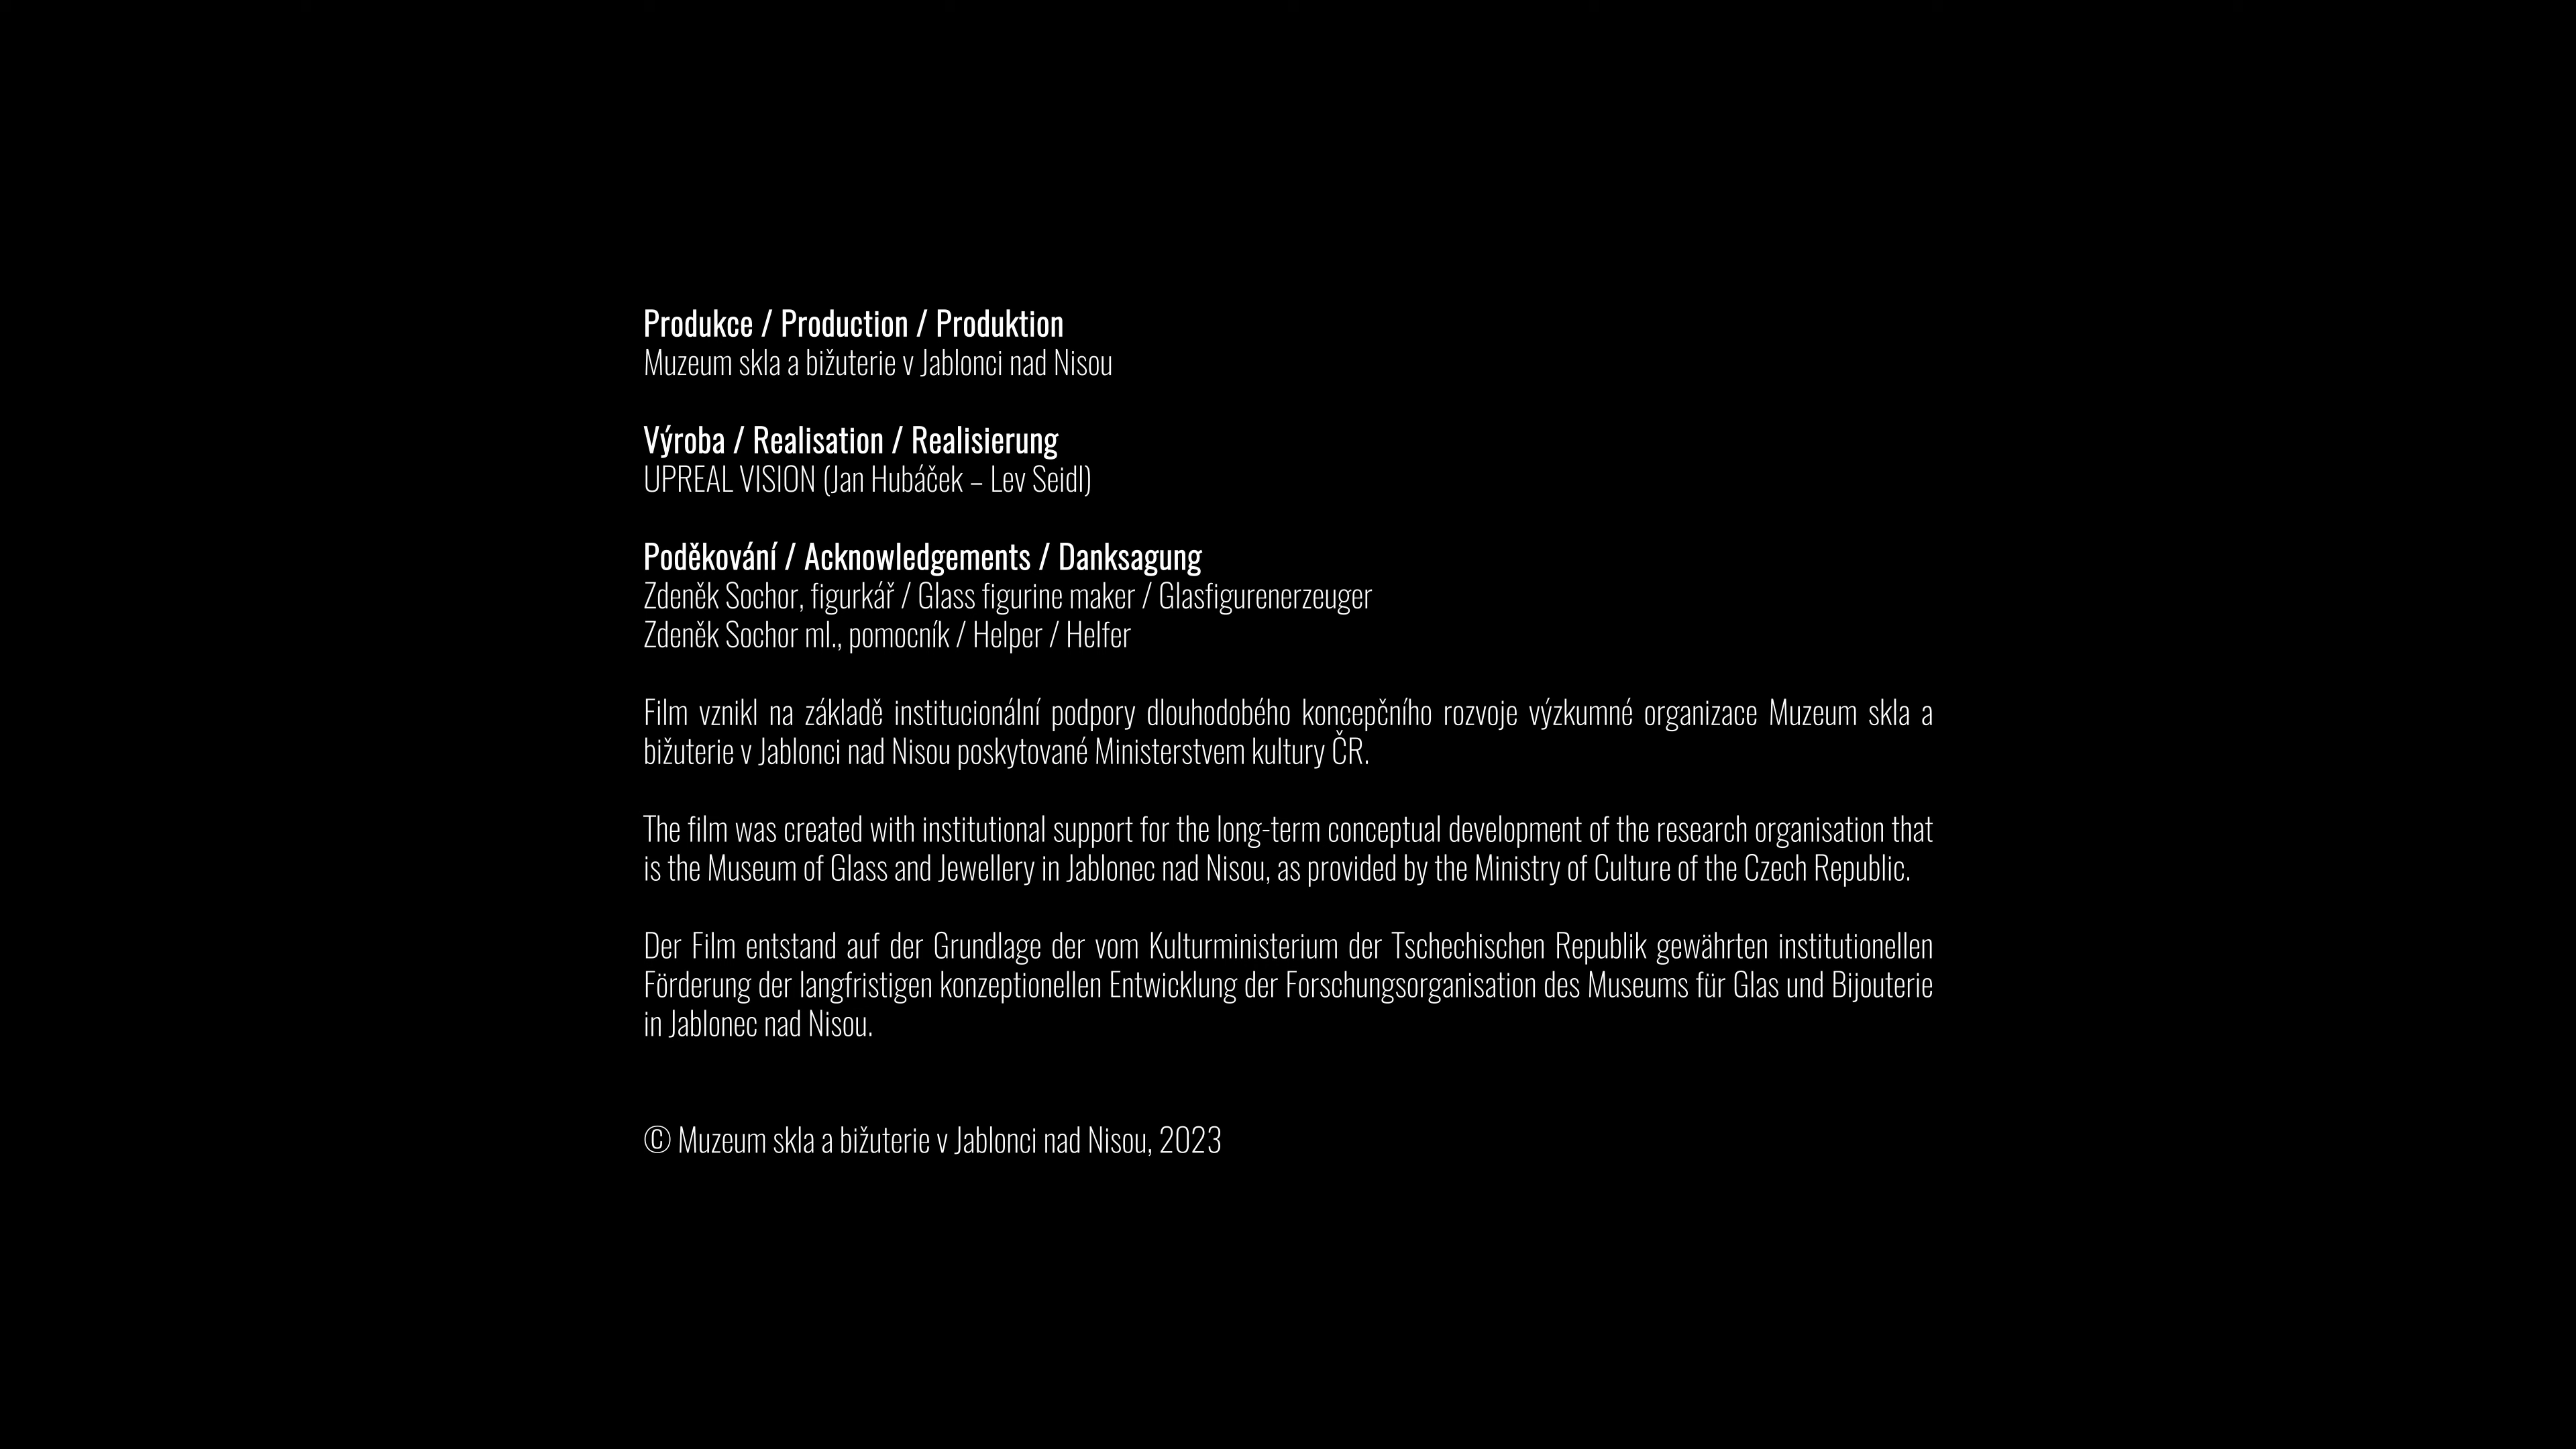 Produkce / Production / Produktion
Muzeum skla a bižuterie v Jablonci nad Nisou
Výroba / Realisation / Realisierung
UPREAL VISION (Jan Hubáček – Lev Seidl)
Poděkování / Acknowledgements / Danksagung
Zdeněk Sochor, figurkář / Glass figurine maker / Glasfigurenerzeuger
Zdeněk Sochor ml., pomocník / Helper / Helfer
Film vznikl na základě institucionální podpory dlouhodobého koncepčního rozvoje výzkumné organizace Muzeum skla a
bižuterie v Jablonci nad Nisou poskytované Ministerstvem kultury ČR.
The film was created with institutional support for the long-term conceptual development of the research organisation that
is the Museum of Glass and Jewellery in Jablonec nad Nisou, as provided by the Ministry of Culture of the Czech Republic.
Der Film entstand auf der Grundlage der vom Kulturministerium der Tschechischen Republik gewährten institutionellen
Förderung der langfristigen konzeptionellen Entwicklung der Forschungsorganisation des Museums für Glas und Bijouterie
in Jablonec nad Nisou.
© Muzeum skla a bižuterie v Jablonci nad Nisou, 2023